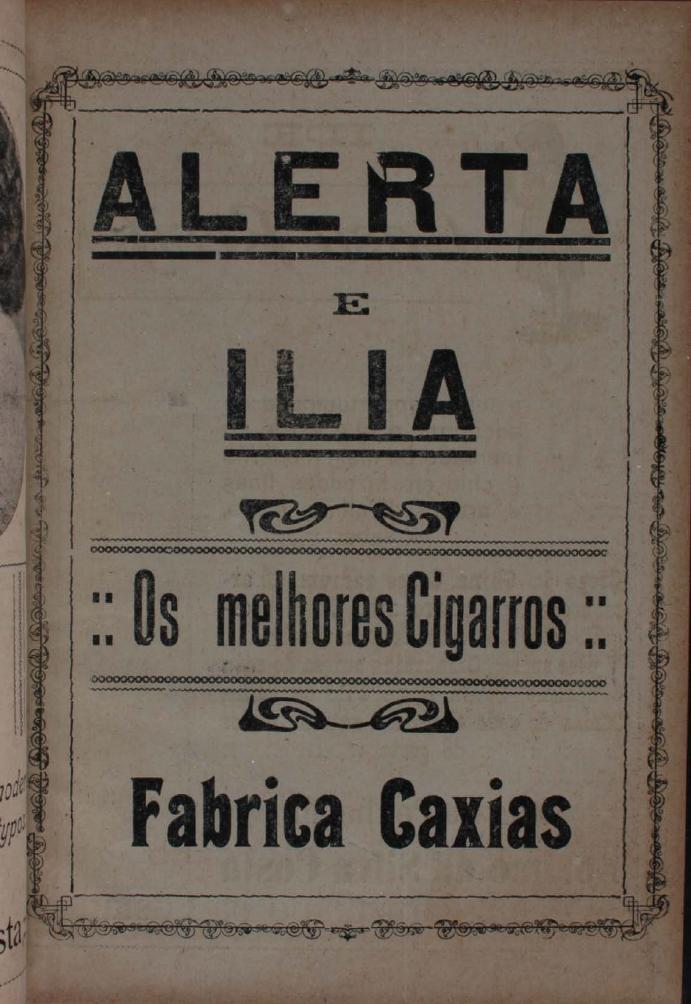 ALERTA
E
ILIA
:: Os melhores Cigarros ::
Fabrica Caxias